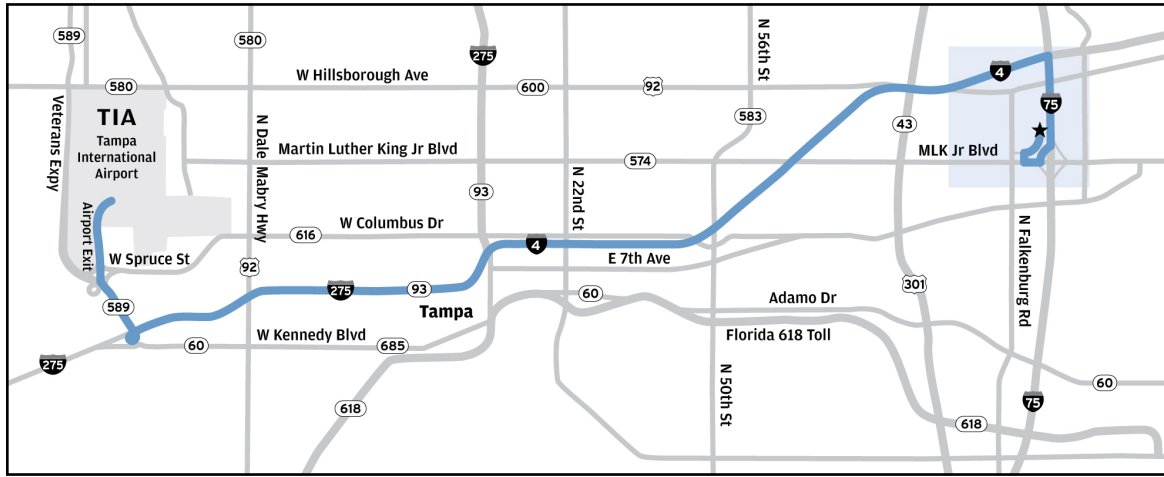 589
580
275
N 56th St
W Hillsborough Ave
580
600
92
4
75
Veterans Expy
TIA
Tampa
International
Airport
N Dale Mabry Hwy
583
43
Martin Luther King Jr Blvd
574
MLK Jr Blvd
93
N 22nd St
Airport Exit
W Columbus Dr
616
4
N Falkenburg Rd
W Spruce St
E 7th Ave
92
275
93
60
301
589
Tampa
Adamo Dr
W Kennedy Blvd
Florida 618 Toll
60
685
275
N 50th St
60
618
75
618